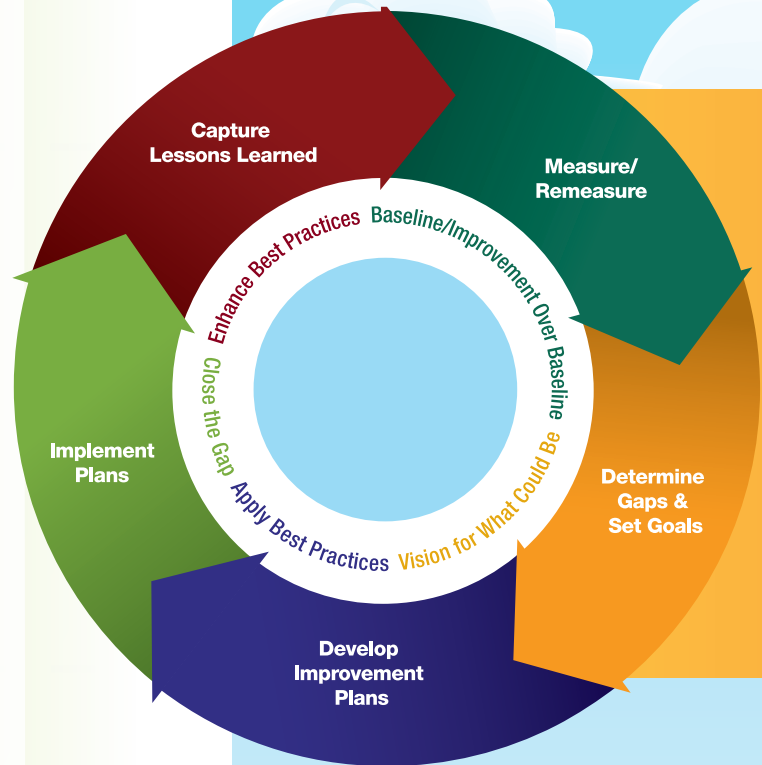 Capture
Lessons Learned
Measure/
Remeasure
Determine
Gaps &
Set Goals
Develop
Improvement
Plans
Implement
Plans
Enhance Best Practices
Baseline/Improvement Over Baseline
Vision for What Could Be
Apply Best Practices
Close the Gap